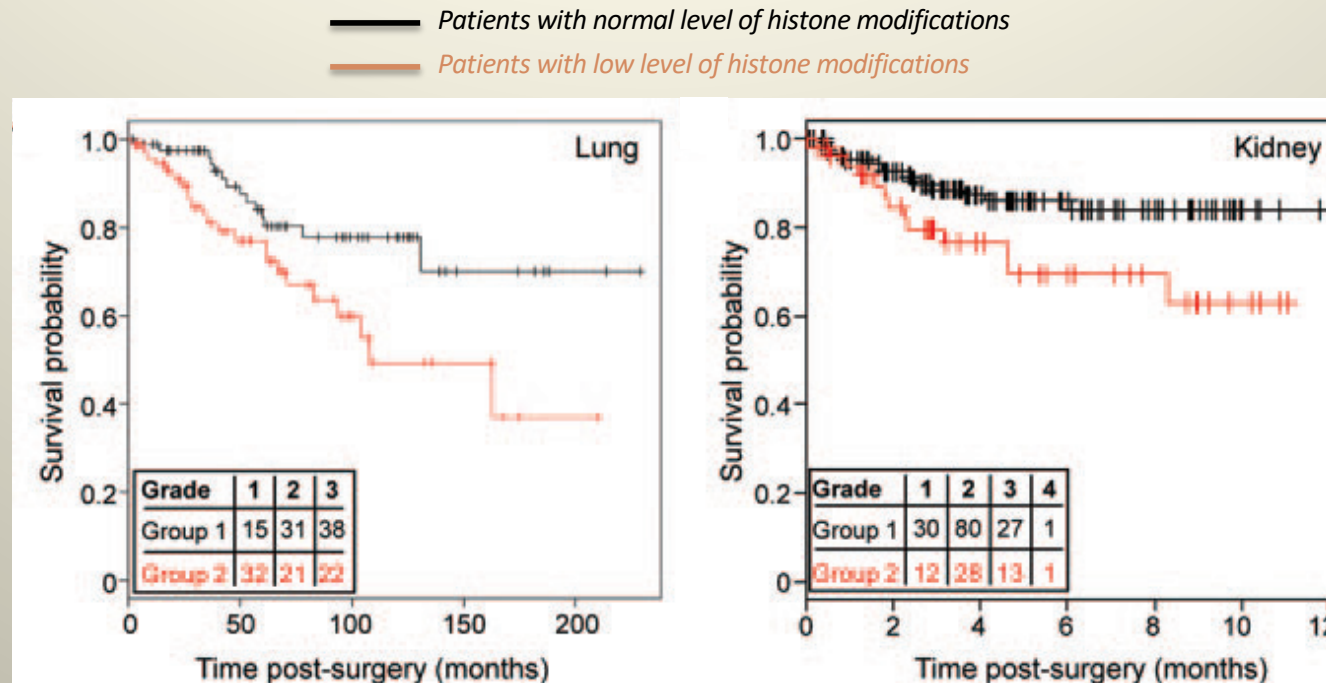 Patients with normal level of histone modifications
Patients with low level of histone modifications
Lung
Survival probability
1.0
0.8
0.6
0.4
0.2
0
Grade 1 2 3
Group 1 15 31 38
Group 2 32 21 22
0 50 100 150 200
Time post-surgery (months)
Kidney
Survival probability
1.0
0.8
0.6
0.4
0.2
0
Grade 1 2 3 4
Group 1 30 80 27 1
Group 2 12 28 13 1
0 2 4 6 8 10
Time post-surgery (months)